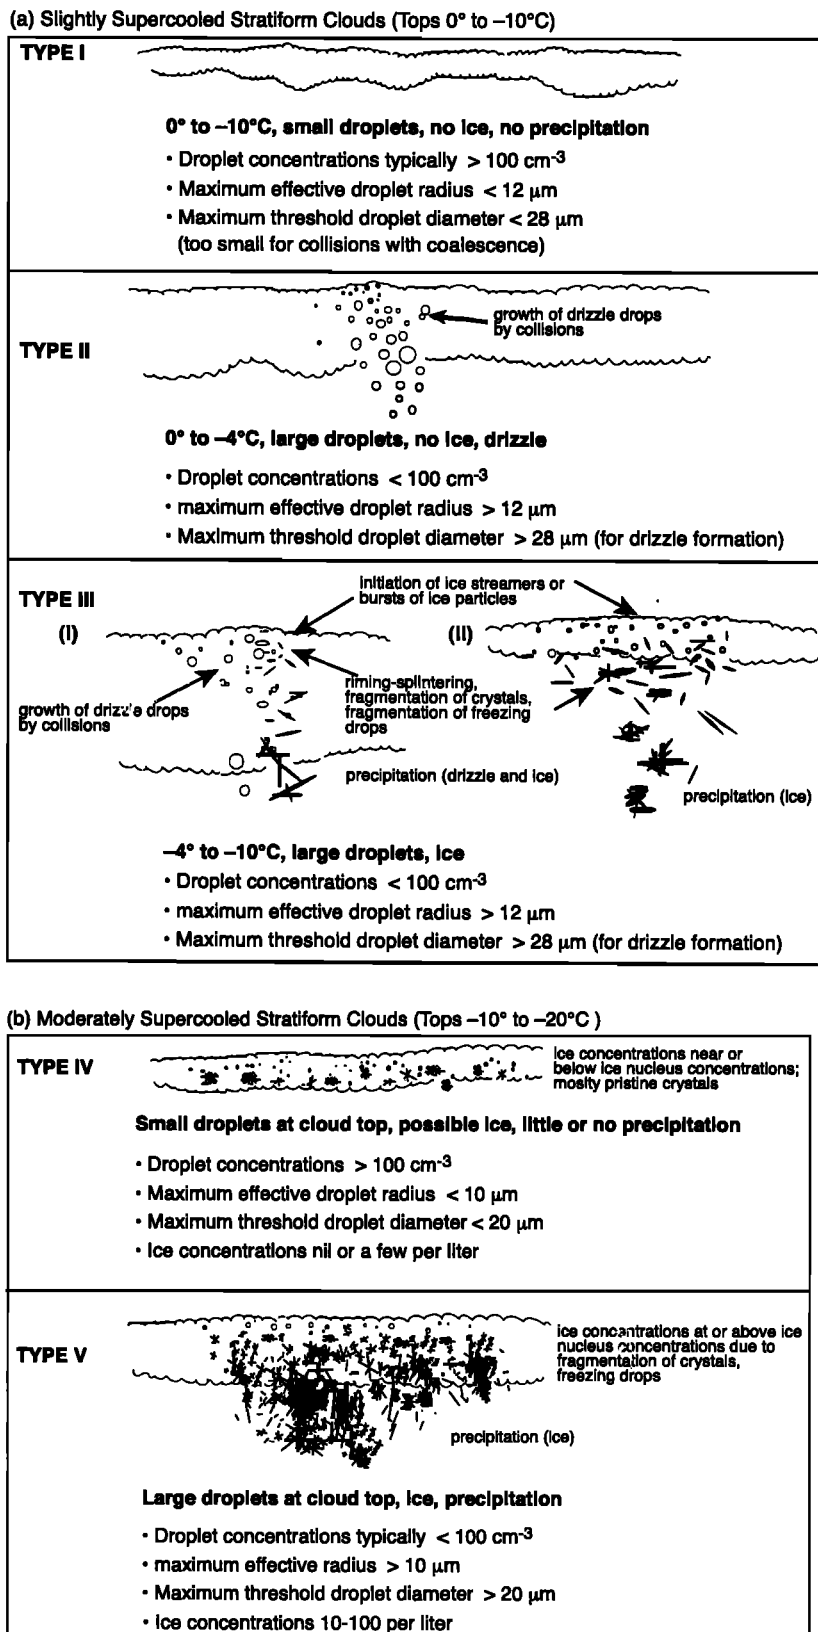 (a) Slightly Supercooled Stratiform Clouds (Tops 0° to –10°C)
TYPE I
0° to –10°C, small droplets, no ice, no precipitation
• Droplet concentrations typically > 100 cm-3
• Maximum effective droplet radius < 12 µm
• Maximum threshold droplet diameter < 28 µm
(too small for collisions with coalescence)
TYPE II
growth of drizzle drops
by collisions
0° to –4°C, large droplets, no ice, drizzle
• Droplet concentrations < 100 cm-3
• maximum effective droplet radius > 12 µm
• Maximum threshold droplet diameter > 28 µm (for drizzle formation)
TYPE III
initiation of ice streamers or
bursts of ice particles
(I)
(II)
growth of drizzle drops
by collisions
riming-splintering,
fragmentation of crystals,
fragmentation of freezing
drops
precipitation (drizzle and ice)
precipitation (ice)
–4° to –10°C, large droplets, ice
• Droplet concentrations < 100 cm-3
• maximum effective droplet radius > 12 µm
• Maximum threshold droplet diameter > 28 µm (for drizzle formation)
(b) Moderately Supercooled Stratiform Clouds (Tops –10° to –20°C )
TYPE IV
ice concentrations near or
below ice nucleus concentrations;
mostly pristine crystals
Small droplets at cloud top, possible ice, little or no precipitation
• Droplet concentrations > 100 cm-3
• Maximum effective droplet radius < 10 µm
• Maximum threshold droplet diameter < 20 µm
• Ice concentrations nil or a few per liter
TYPE V
ice concentrations at or above ice
nucleus concentrations due to
fragmentation of crystals,
freezing drops
precipitation (ice)
Large droplets at cloud top, ice, precipitation
• Droplet concentrations typically < 100 cm-3
• maximum effective radius > 10 µm
• Maximum threshold droplet diameter > 20 µm
• Ice concentrations 10-100 per liter